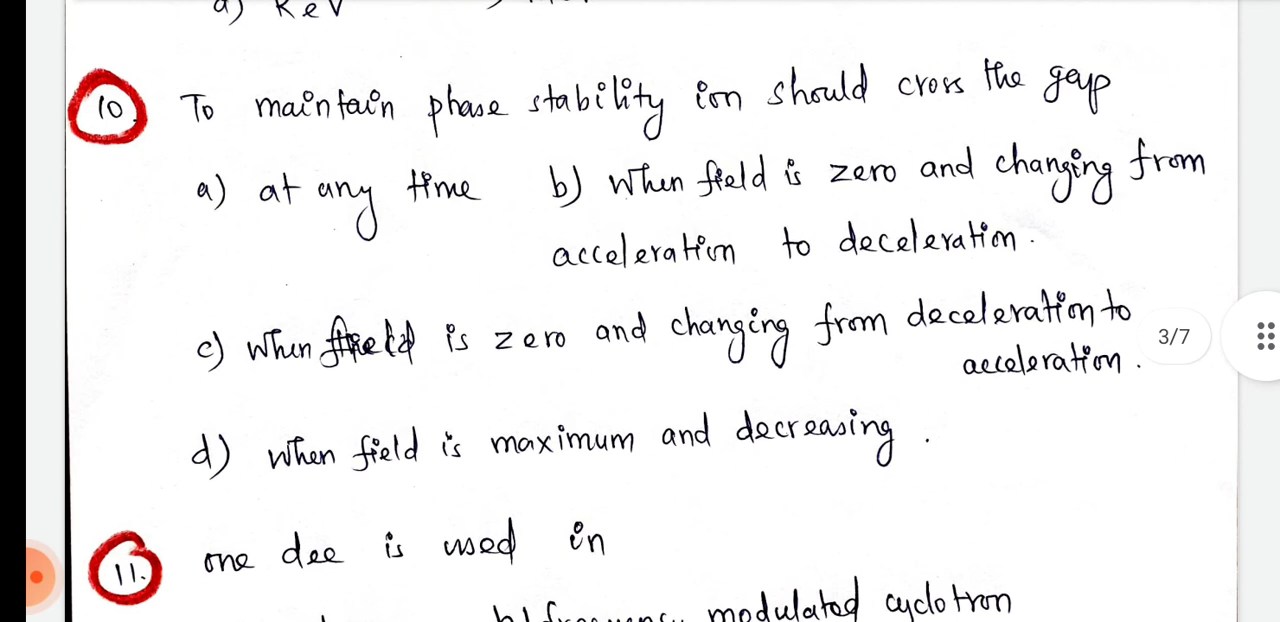 a) KeV
10. To maintain phase stability ion should cross the gap
a) at any time b) When field is zero and changing from
acceleration to deceleration.
c) When field is zero and changing from deceleration to
acceleration.
3/7
d) When field is maximum and decreasing.
11. one dee is used in
modulated cyclotron